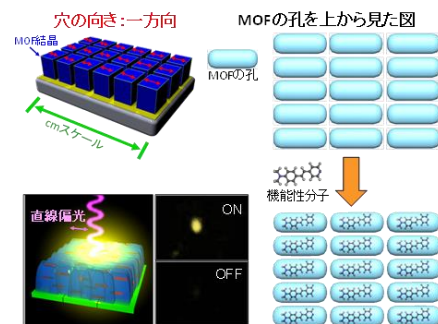 穴の向き:一方向
MOFの孔を上から見た図
MOF結晶
MOFの孔
cmスケール
機能性分子
直線偏光
ON
OFF